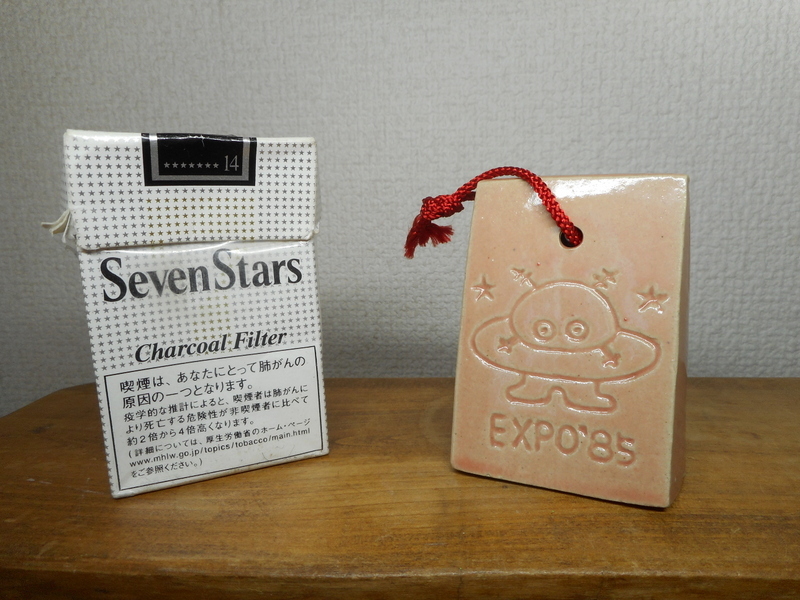 14
SevenStars
Charcoal Filter
喫煙は、あなたにとって肺がんの
原因の一つとなります。
疫学的な推計によると、喫煙者は肺がんに
より死亡する危険性が非喫煙者に比べて
約2倍から4倍高くなります。
(詳細については、厚生労働省のホーム・ページ
www.mhlw.go.jp/topics/tobacco/main.html
をご参照ください。)
EXPO'85